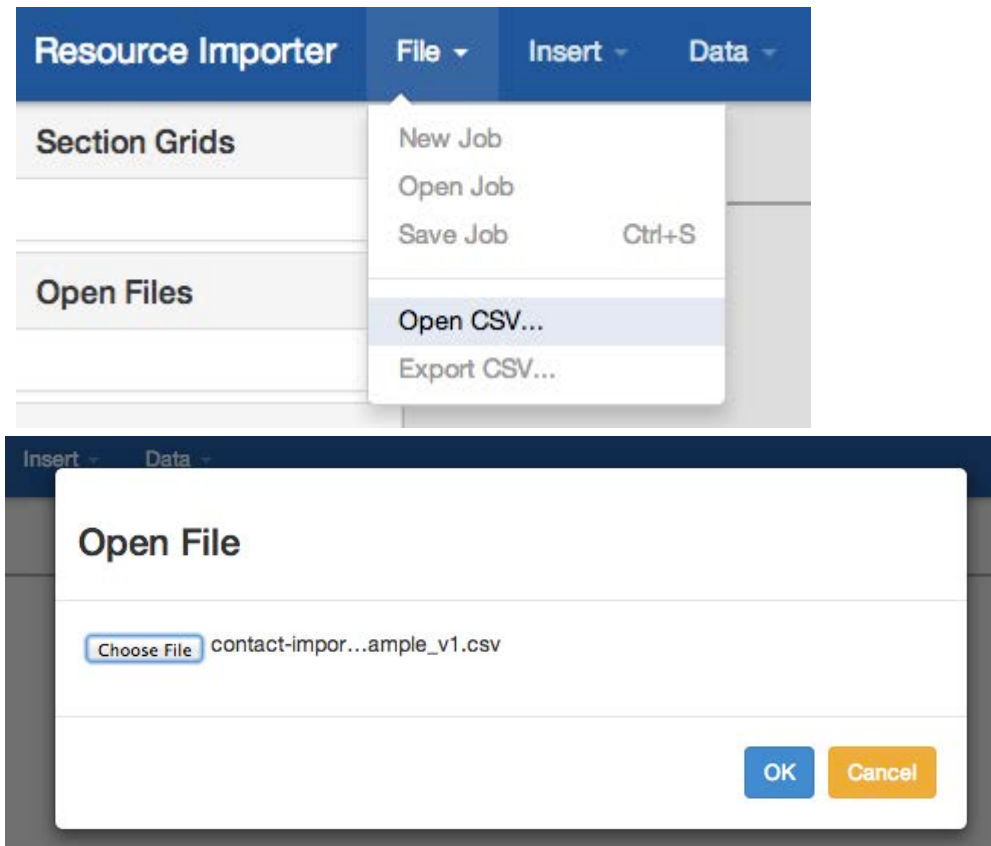 Resource Importer File Insert Data
Section Grids
New Job
Open Job
Save Job Ctrl+S
Open Files
Open CSV...
Export CSV...
Insert Data
Open File
Choose File contact-impor...ample_v1.csv
OK Cancel